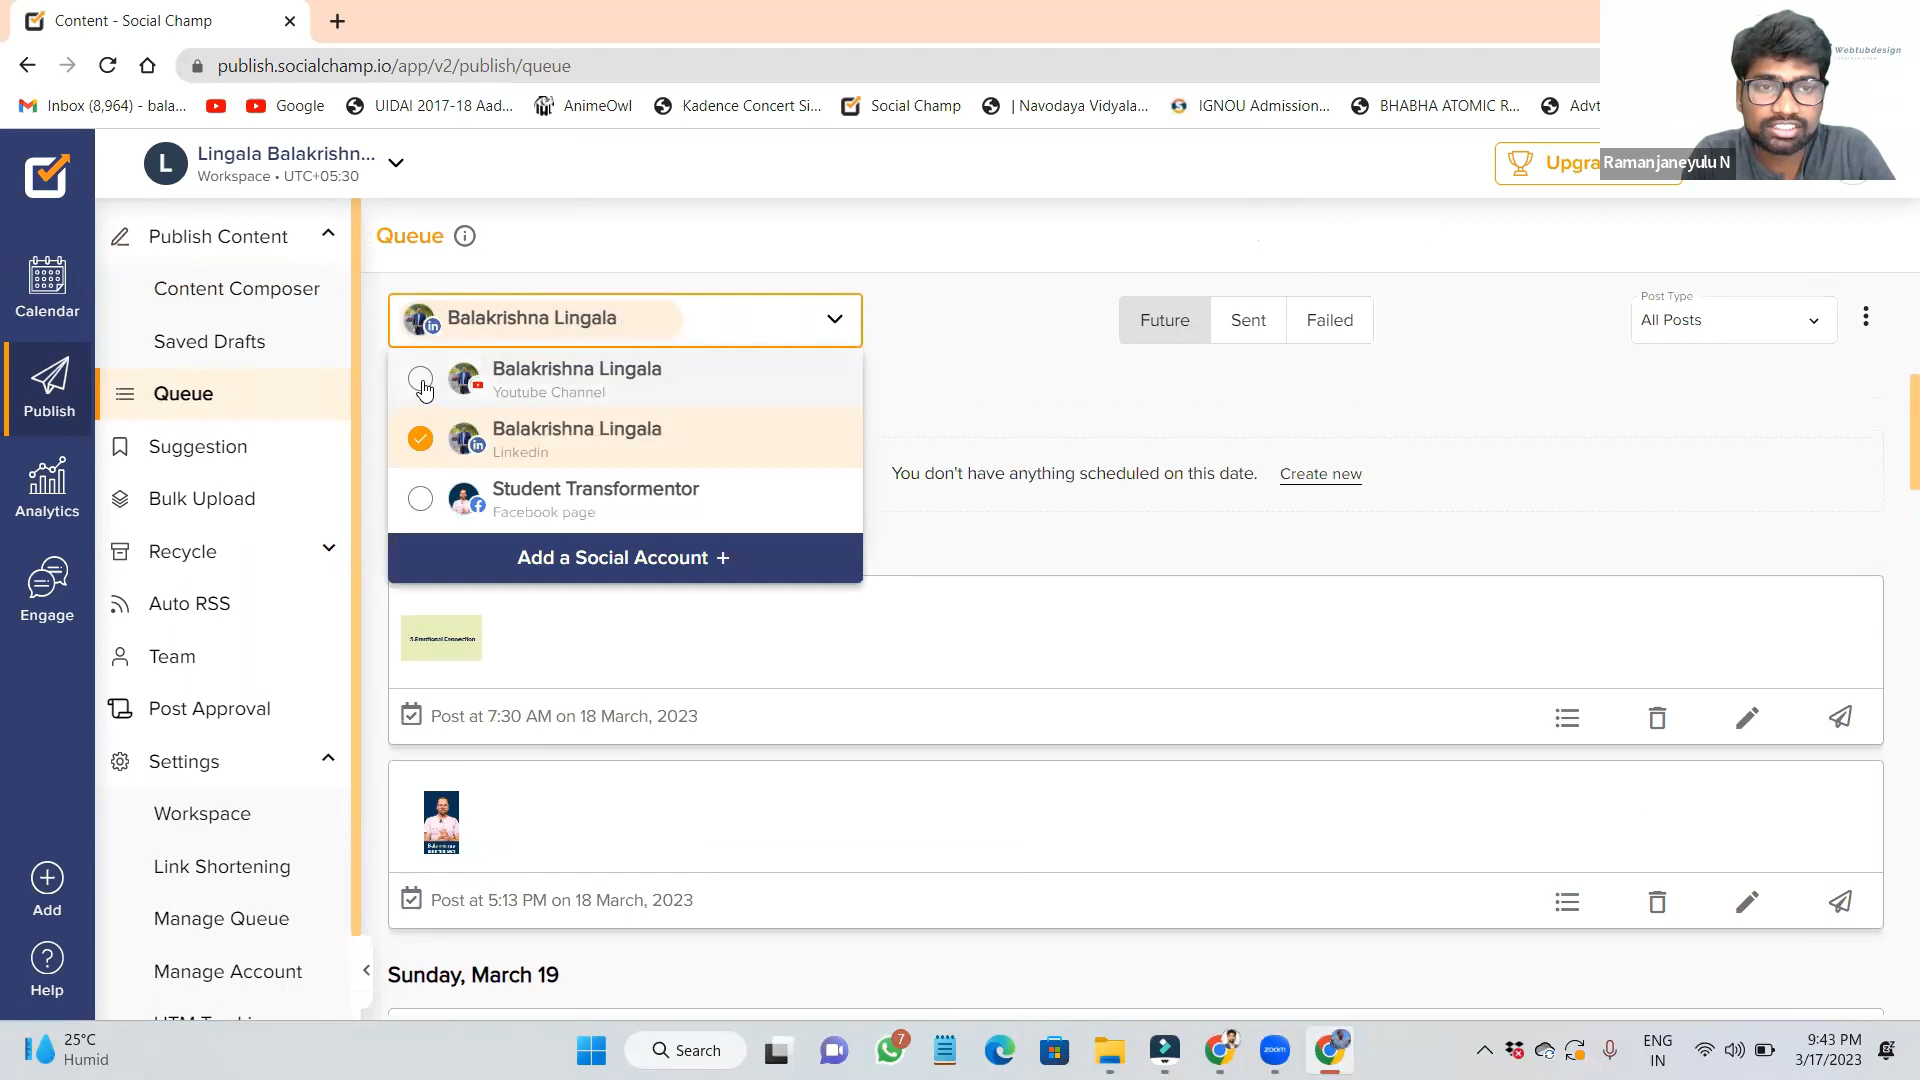 Content - Social Champ
publish.socialchamp.io/app/v2/publish/queue
Inbox (8,964) - bala...
Google
UIDAI 2017-18 Aad...
AnimeOwl
Kadence Concert Si...
Social Champ
| Navodaya Vidyala...
IGNOU Admission...
BHABHA ATOMIC R...
Advt
Webtubdesign
Ramanjaneyulu N
L
Lingala Balakrishn...
Workspace • UTC+05:30
Upgra
Calendar
Publish
Analytics
Engage
Add
Help
Publish Content
Content Composer
Saved Drafts
Queue
Suggestion
Bulk Upload
Recycle
Auto RSS
Team
Post Approval
Settings
Workspace
Link Shortening
Manage Queue
Manage Account
Queue
Balakrishna Lingala
Balakrishna Lingala
Youtube Channel
Balakrishna Lingala
Linkedin
Student Transformentor
Facebook page
Add a Social Account +
Future
Sent
Failed
Post Type
All Posts
You don't have anything scheduled on this date. Create new
5.Emotional Connection
Post at 7:30 AM on 18 March, 2023
Post at 5:13 PM on 18 March, 2023
Sunday, March 19
25°C
Humid
Search
7
zoom
ENG
IN
9:43 PM
3/17/2023